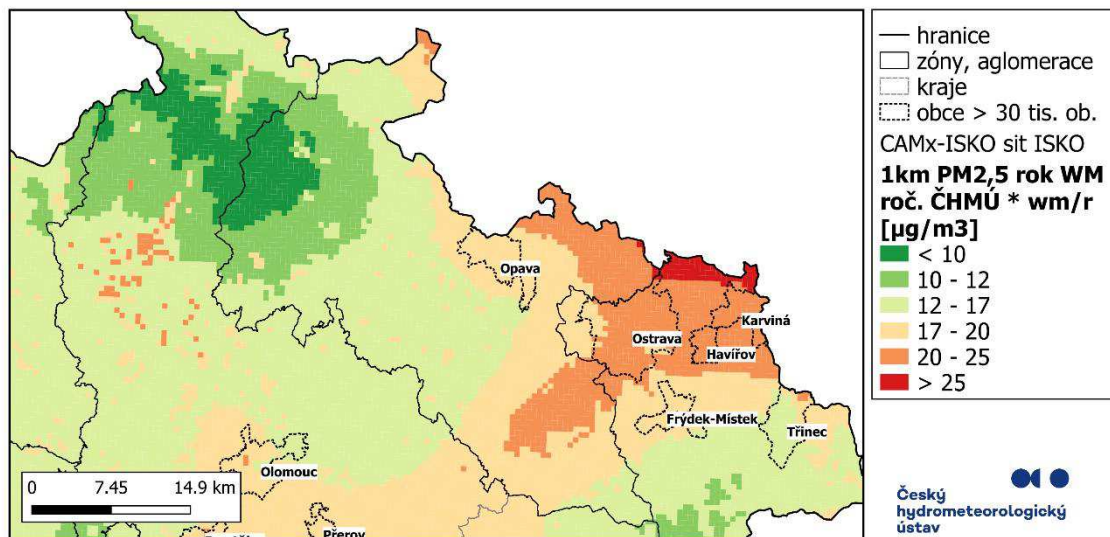 Opava
Karviná
Ostrava
Havířov
Frýdek-Místek
Třinec
Olomouc
Přerov
0 7.45 14.9 km
hranice
zóny, aglomerace
kraje
obce > 30 tis. ob.
CAMx-ISKO sit ISKO
1km PM2,5 rok WM
roč. ČHMÚ * wm/r
[µg/m3]
< 10
10 - 12
12 - 17
17 - 20
20 - 25
> 25
Český
hydrometeorologický
ústav